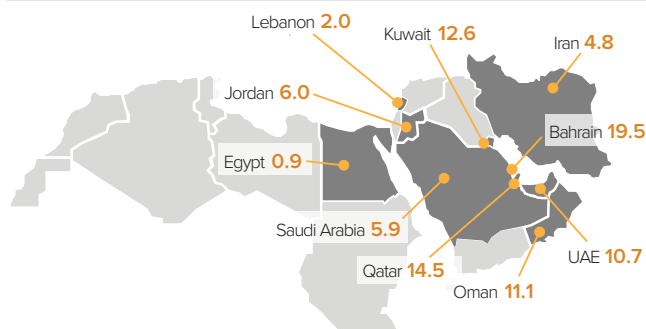 Lebanon 2.0
Kuwait 12.6
Iran 4.8
Jordan 6.0
Bahrain 19.5
Egypt 0.9
Saudi Arabia 5.9
UAE 10.7
Qatar 14.5
Oman 11.1